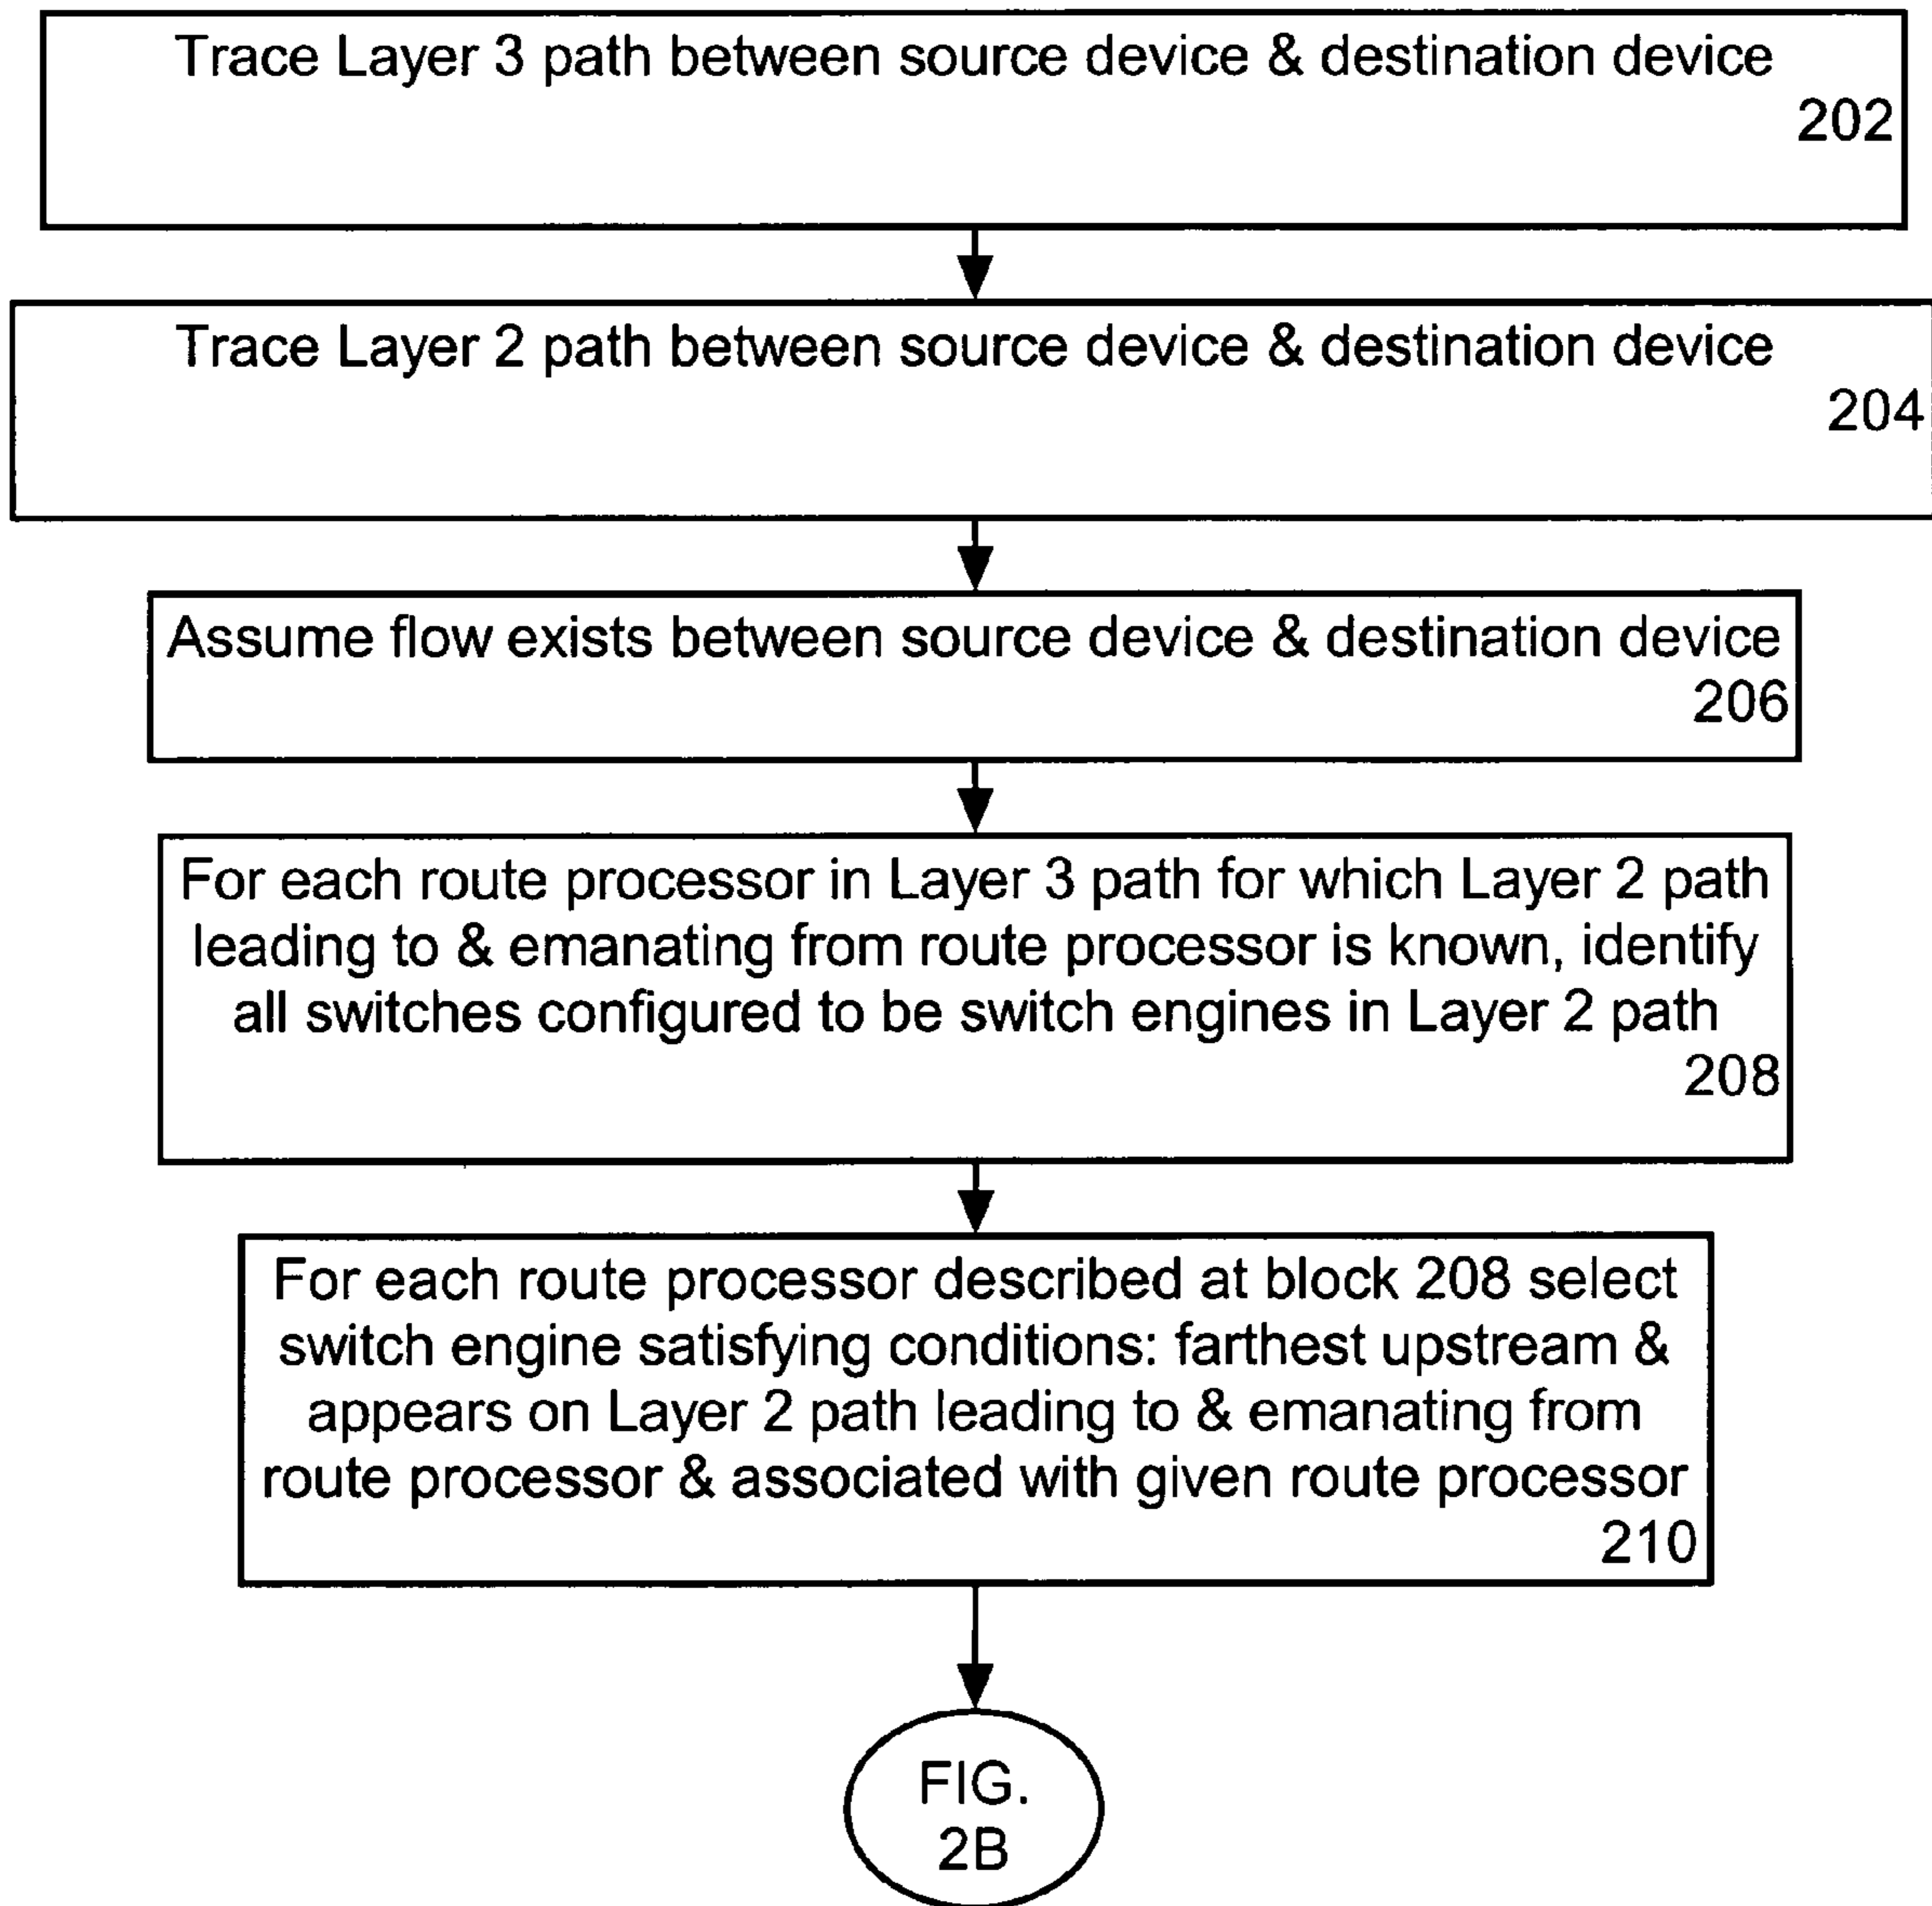 Trace Layer 3 path between source device & destination device
202
Trace Layer 2 path between source device & destination device
204
Assume flow exists between source device & destination device
206
For each route processor in Layer 3 path for which Layer 2 path
leading to & emanating from route processor is known, identify
all switches configured to be switch engines in Layer 2 path
208
For each route processor described at block 208 select
switch engine satisfying conditions: farthest upstream &
appears on Layer 2 path leading to & emanating from
route processor & associated with given route processor
210
FIG.
2B